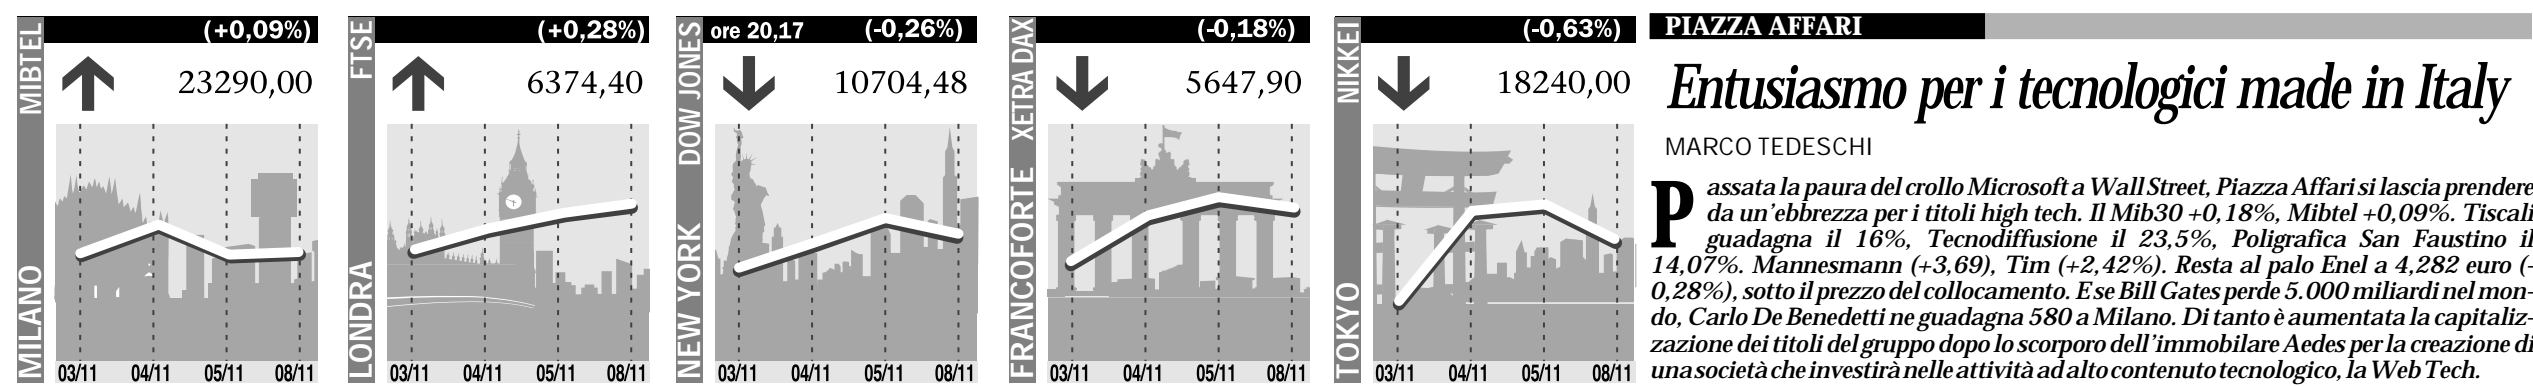 MILANO MIBTEL
(+0,09%)
23290,00
03/11 04/11 05/11 08/11
LONDRA FTSE
(+0,28%)
6374,40
03/11 04/11 05/11 08/11
NEW YORK DOW JONES
ore 20,17 (-0,26%)
10704,48
03/11 04/11 05/11 08/11
FRANCOFORTE XETRA DAX
(-0,18%)
5647,90
03/11 04/11 05/11 08/11
TOKYO NIKKEI
(-0,63%)
18240,00
03/11 04/11 05/11 08/11
PIAZZA AFFARI
Entusiasmo per i tecnologici made in Italy
MARCO TEDESCHI
Passata la paura del crollo Microsoft a Wall Street, Piazza Affari si lascia prendere
da un'ebbrezza per i titoli high tech. Il Mib30 +0,18%, Mibtel +0,09%. Tiscali
guadagna il 16%, Tecnodiffusione il 23,5%, Poligrafica San Faustino il
14,07%. Mannesmann (+3,69), Tim (+2,42%). Resta al palo Enel a 4,282 euro (-
0,28%), sotto il prezzo del collocamento. E se Bill Gates perde 5.000 miliardi nel mon-
do, Carlo De Benedetti ne guadagna 580 a Milano. Di tanto è aumentata la capitaliz-
zazione dei titoli del gruppo dopo lo scorporo dell'immobilare Aedes per la creazione di
una società che investirà nelle attività ad alto contenuto tecnologico, la Web Tech.